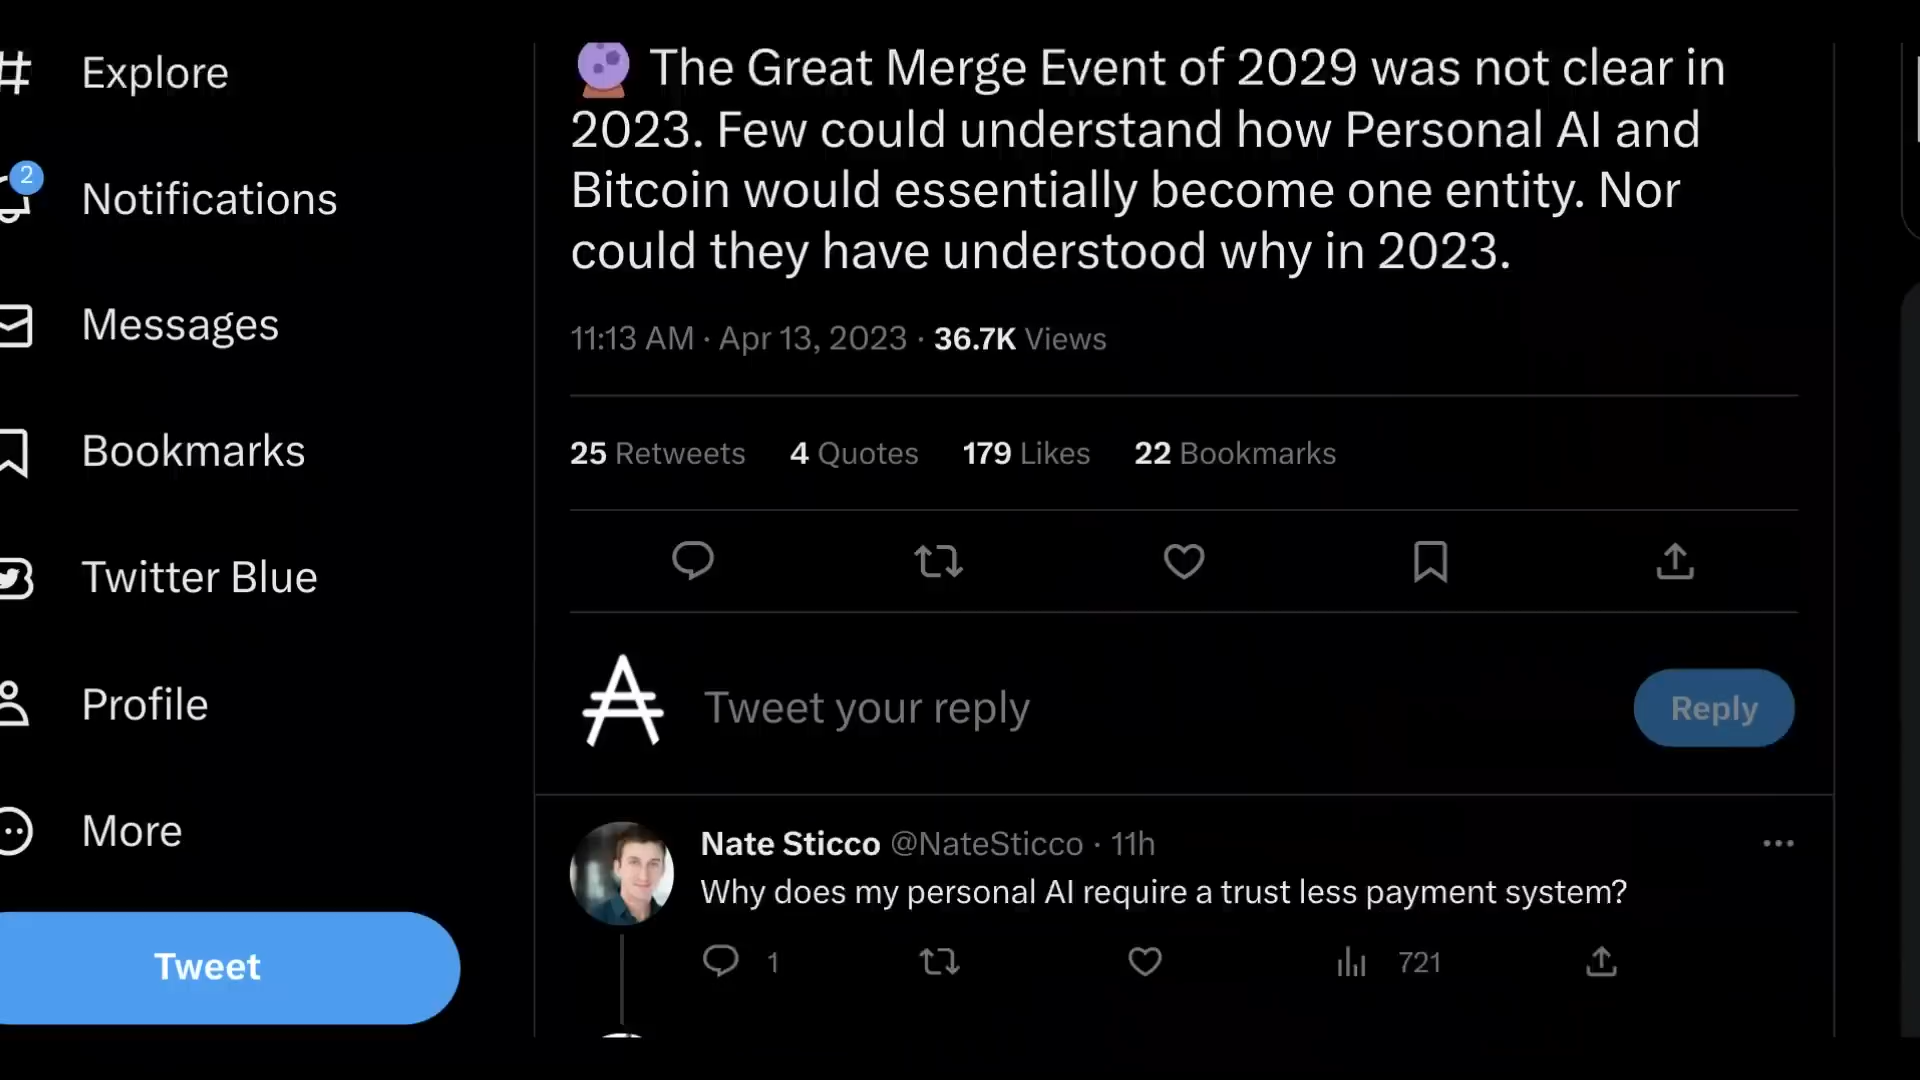 Explore
2
Notifications
Messages
Bookmarks
Twitter Blue
Profile
More
Tweet
The Great Merge Event of 2029 was not clear in
2023. Few could understand how Personal AI and
Bitcoin would essentially become one entity. Nor
could they have understood why in 2023.
11:13 AM · Apr 13, 2023 · 36.7K Views
25 Retweets 4 Quotes 179 Likes 22 Bookmarks
Tweet your reply
Reply
Nate Sticco @NateSticco · 11h
Why does my personal AI require a trust less payment system?
1 721